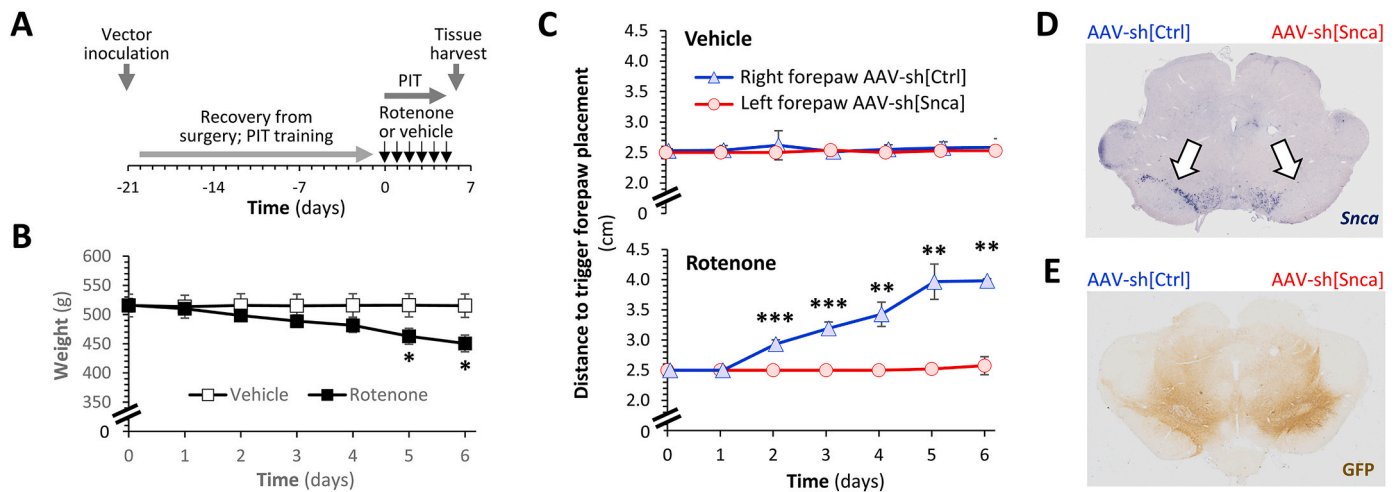 A
Vector
inoculation
Tissue
harvest
PIT
Recovery from
surgery; PIT training
Rotenone
or vehicle
-21 -14 -7 0 7
Time (days)
B
600
550
500
450
400
350
0
Weight (g)
* *
Vehicle Rotenone
0 1 2 3 4 5 6
Time (days)
C
Distance to trigger forepaw placement
(cm)
Vehicle
Right forepaw AAV-sh[Ctrl]
Left forepaw AAV-sh[Snca]
4.5
4.0
3.5
3.0
2.5
2.0
0
Rotenone
4.5
4.0
3.5
3.0
2.5
2.0
0
*** *** ** ** **
0 1 2 3 4 5 6
Time (days)
D
AAV-sh[Ctrl] AAV-sh[Snca]
Snca
E
AAV-sh[Ctrl] AAV-sh[Snca]
GFP